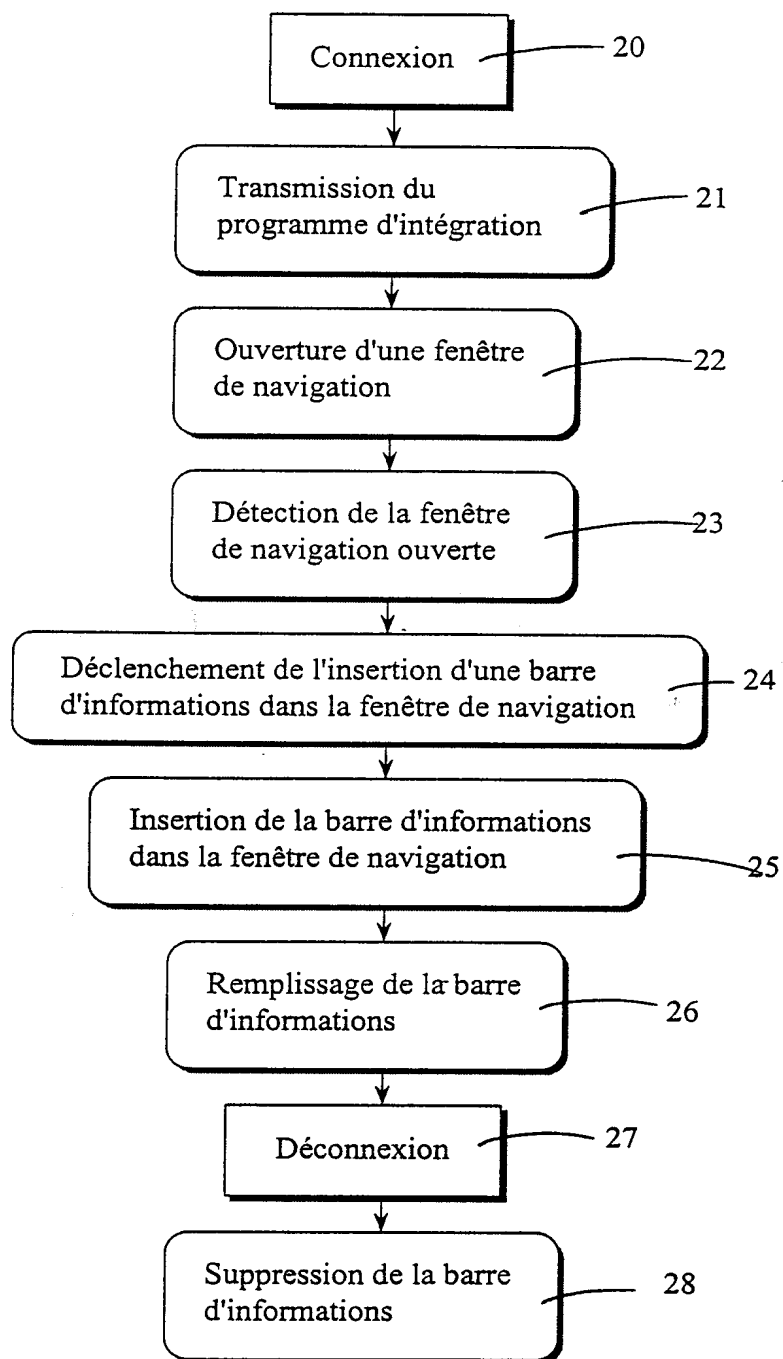 Connexion
20
Transmission du
programme d'intégration
21
Ouverture d'une fenêtre
de navigation
22
Détection de la fenêtre
de navigation ouverte
23
Déclenchement de l'insertion d'une barre
d'informations dans la fenêtre de navigation
24
Insertion de la barre d'informations
dans la fenêtre de navigation
25
Remplissage de la barre
d'informations
26
Déconnexion
27
Suppression de la barre
d'informations
28